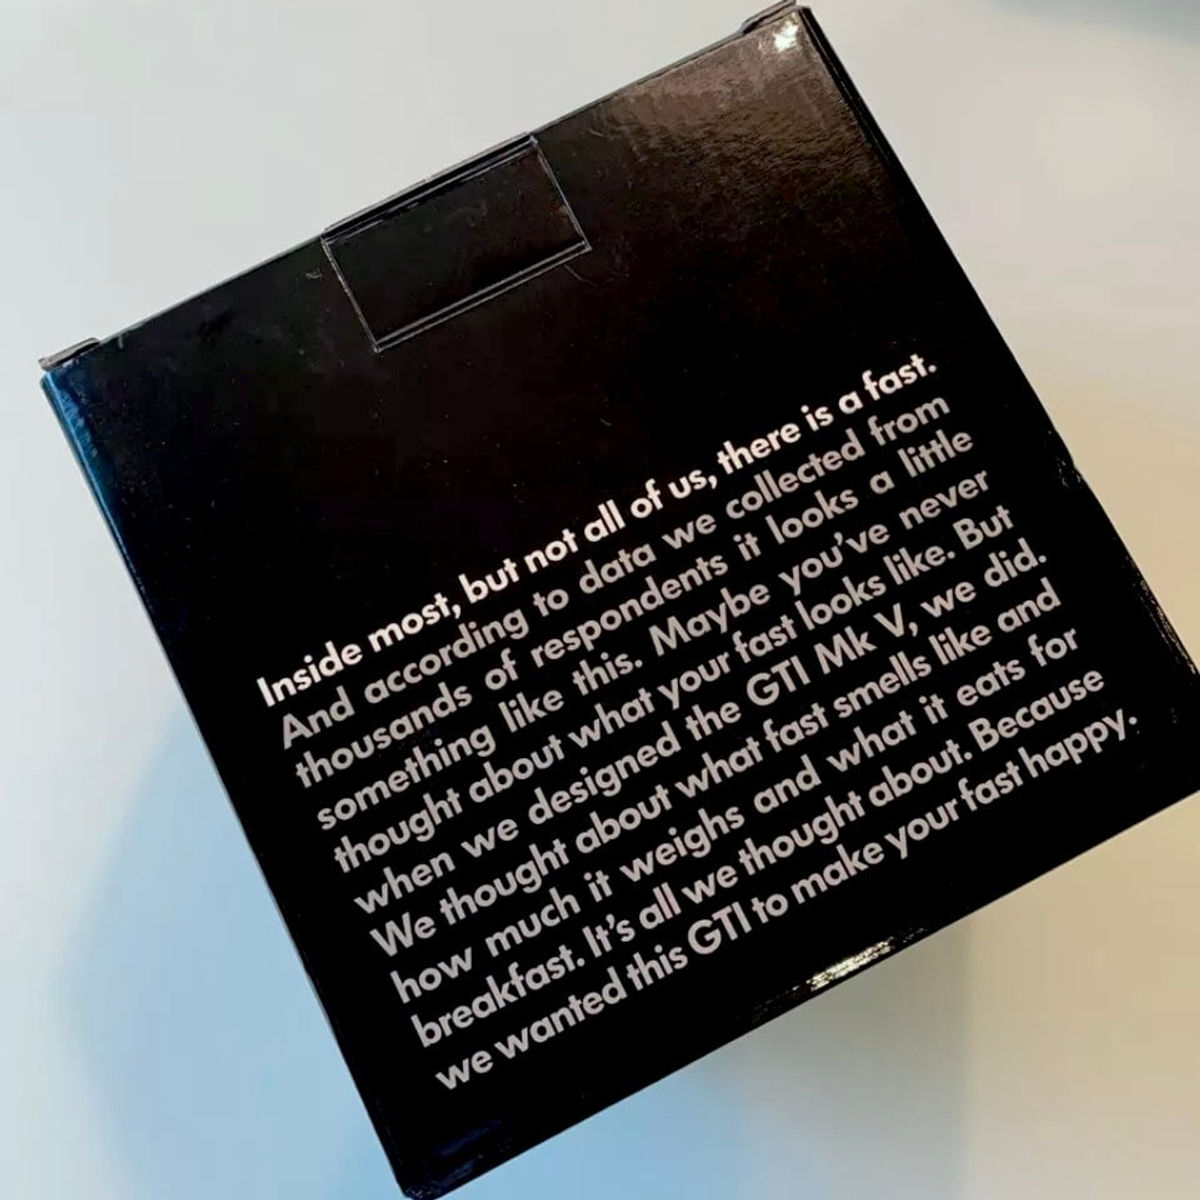 Inside most, but not all of us, there is a fast.
And according to data we collected from
thousands of respondents it looks a little
something like this. Maybe you've never
thought about what your fast looks like. But
when we designed the GTI Mk V, we did.
We thought about what fast smells like and
how much it weighs and what it eats for
breakfast. It's all we thought about. Because
we wanted this GTI to make your fast happy.